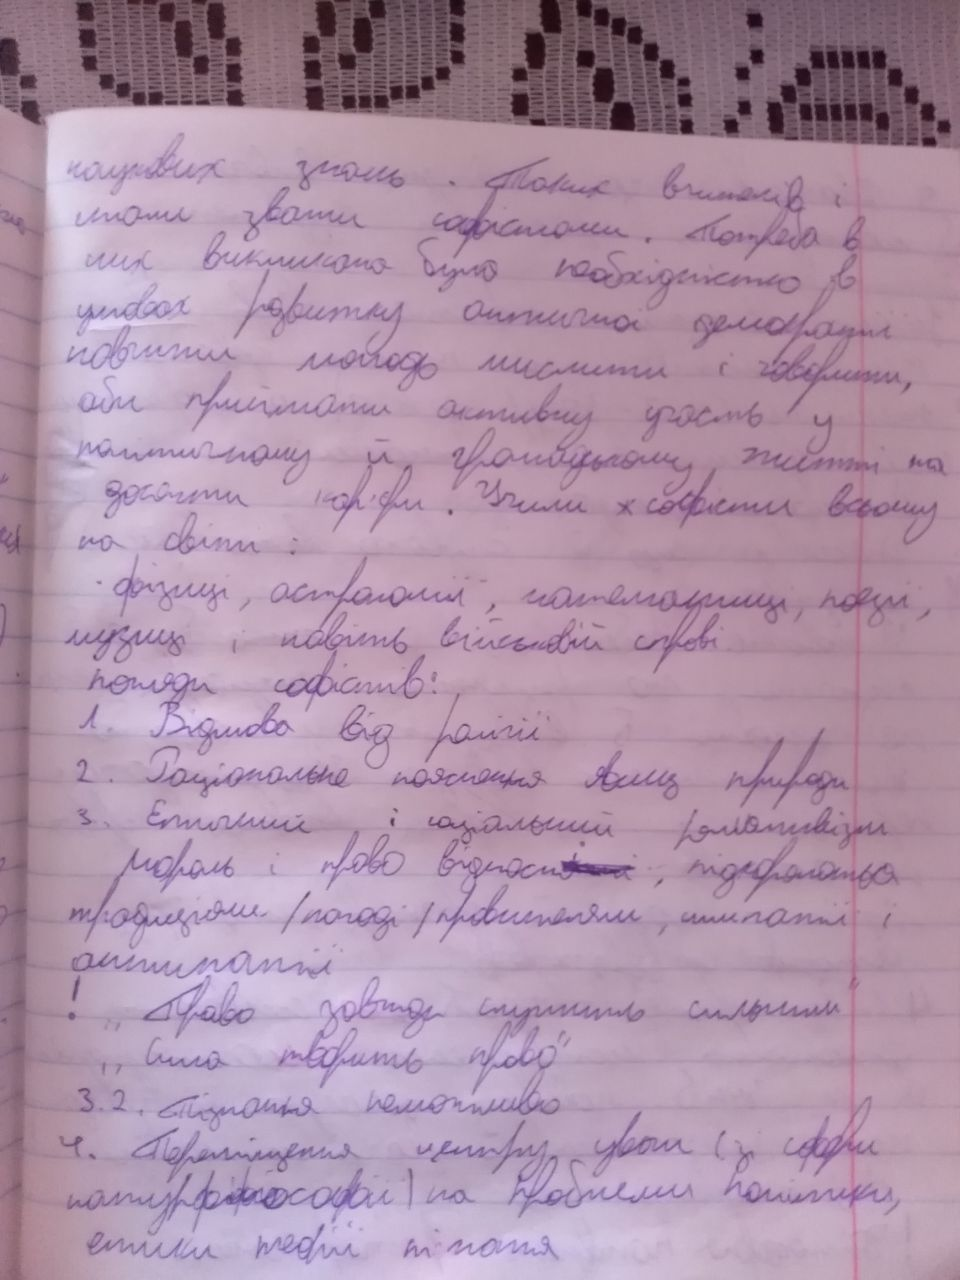 наукових знань. Таких вчителів і
стали звати софістами. Потреба в
них викликана була необхідністю в
умовах розвитку античної демократії
навчити молодь мислити і говорити,
аби приймати активну участь у
політичному й громадському житті на
досягти кар'єри. Учили х софісти всьому
на світи:
фізиці, астрономії, математиці, поезії,
музиці і навіть військовій справі
погляди софістів:
1. Відмова від релігії
2. Раціональне пояснення явищ природи
3. Етичний і соціальний релятивізм
мораль і право відносні, підкоряються
традиціями / погоді / правителям, симпатії і
антипатії
! „Право завжди служить сильним"
„Сила творить право"
3.2. Пізнання неможливо
4. Переміщення центру уваги (зі сфери
натурфілософії) на проблеми політики,
етики теорії пізнання